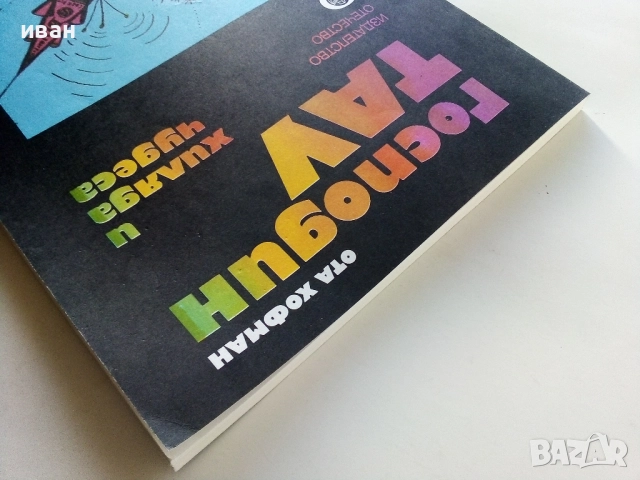 иван
ОТА ХОФМАН
Господин
ТАУ
и
хиляда
чудеса
ИЗДАТЕЛСТВО
ОТЕЧЕСТВО
BAZAR